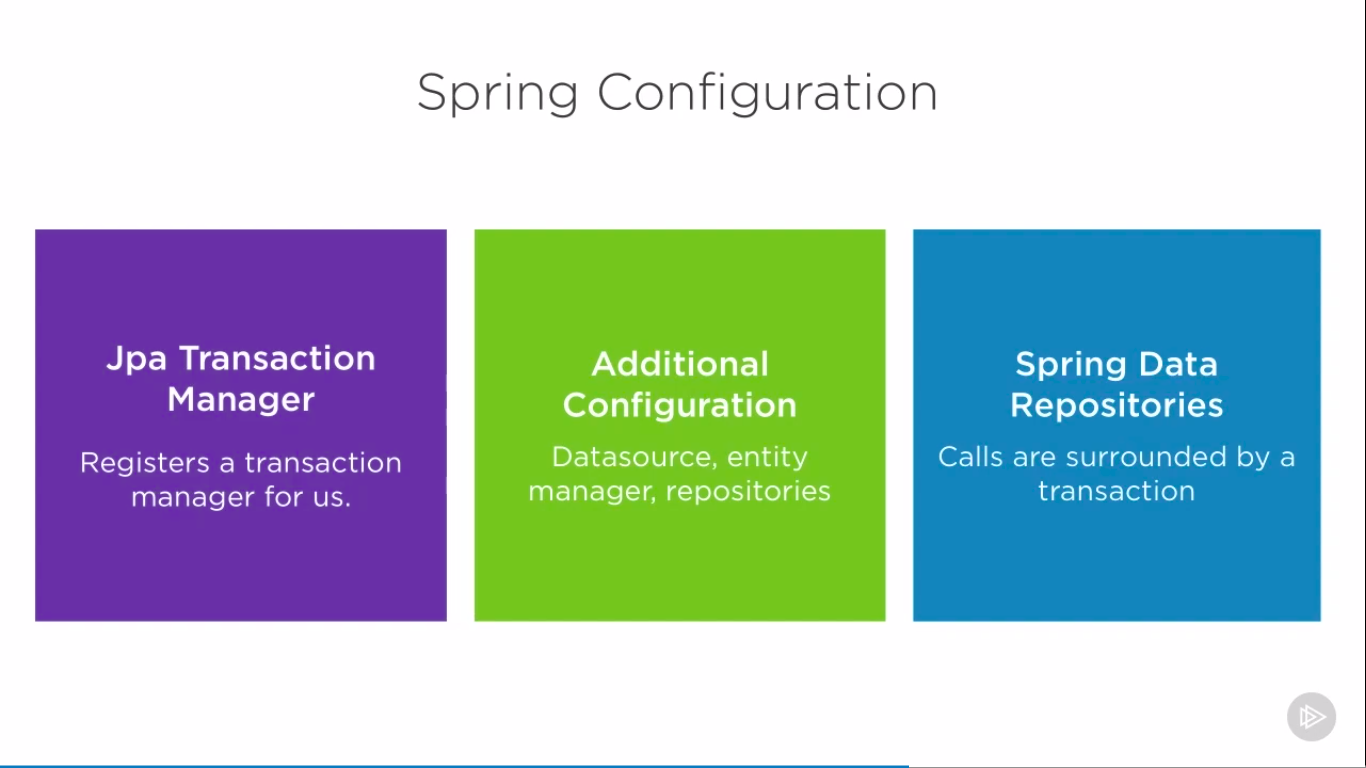 Spring Configuration
Jpa Transaction
Manager
Registers a transaction
manager for us.
Additional
Configuration
Datasource, entity
manager, repositories
Spring Data
Repositories
Calls are surrounded by a
transaction